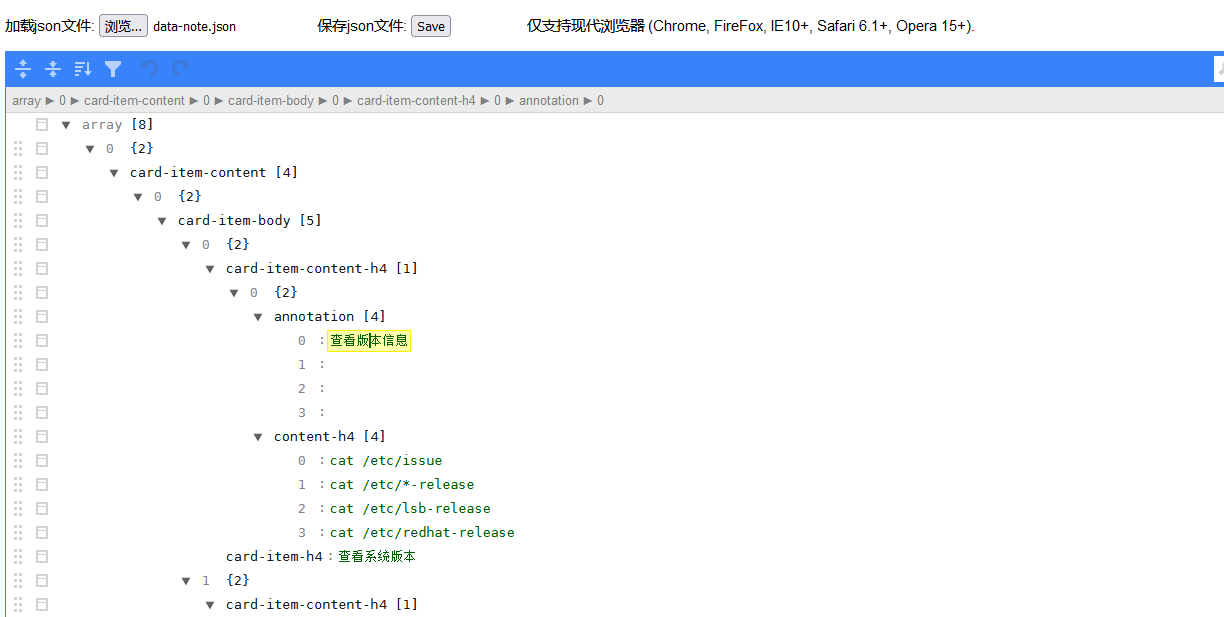 加载json文件: 浏览... data-note.json 保存json文件: Save 仅支持现代浏览器 (Chrome, FireFox, IE10+, Safari 6.1+, Opera 15+).
array ► 0 ► card-item-content ► 0 ► card-item-body ► 0 ► card-item-content-h4 ► 0 ► annotation ► 0
▼ array [8]
▼ 0 {2}
▼ card-item-content [4]
▼ 0 {2}
▼ card-item-body [5]
▼ 0 {2}
▼ card-item-content-h4 [1]
▼ 0 {2}
▼ annotation [4]
0 : 查看版本信息
1 :
2 :
3 :
▼ content-h4 [4]
0 : cat /etc/issue
1 : cat /etc/*-release
2 : cat /etc/lsb-release
3 : cat /etc/redhat-release
card-item-h4 : 查看系统版本
▼ 1 {2}
▼ card-item-content-h4 [1]